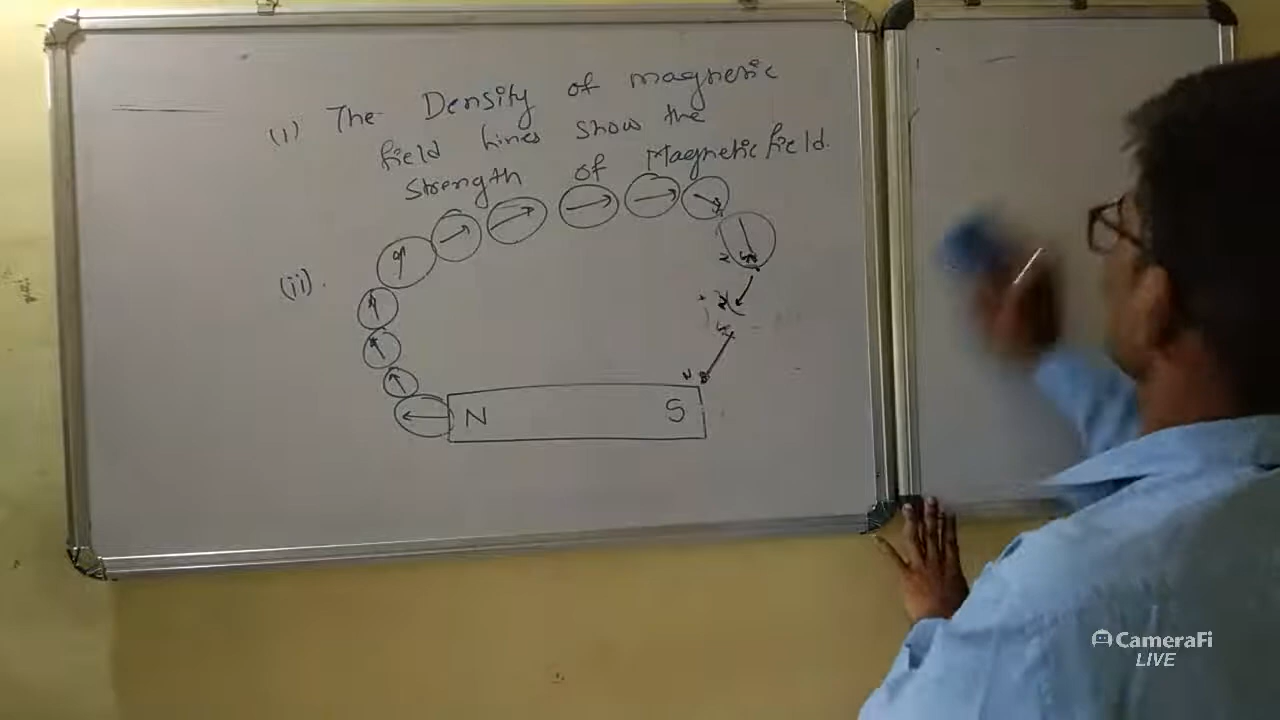 (i) The Density of magnetic
field Lines show the
strength of Magnetic field.
(ii).
N S
CameraFi
LIVE